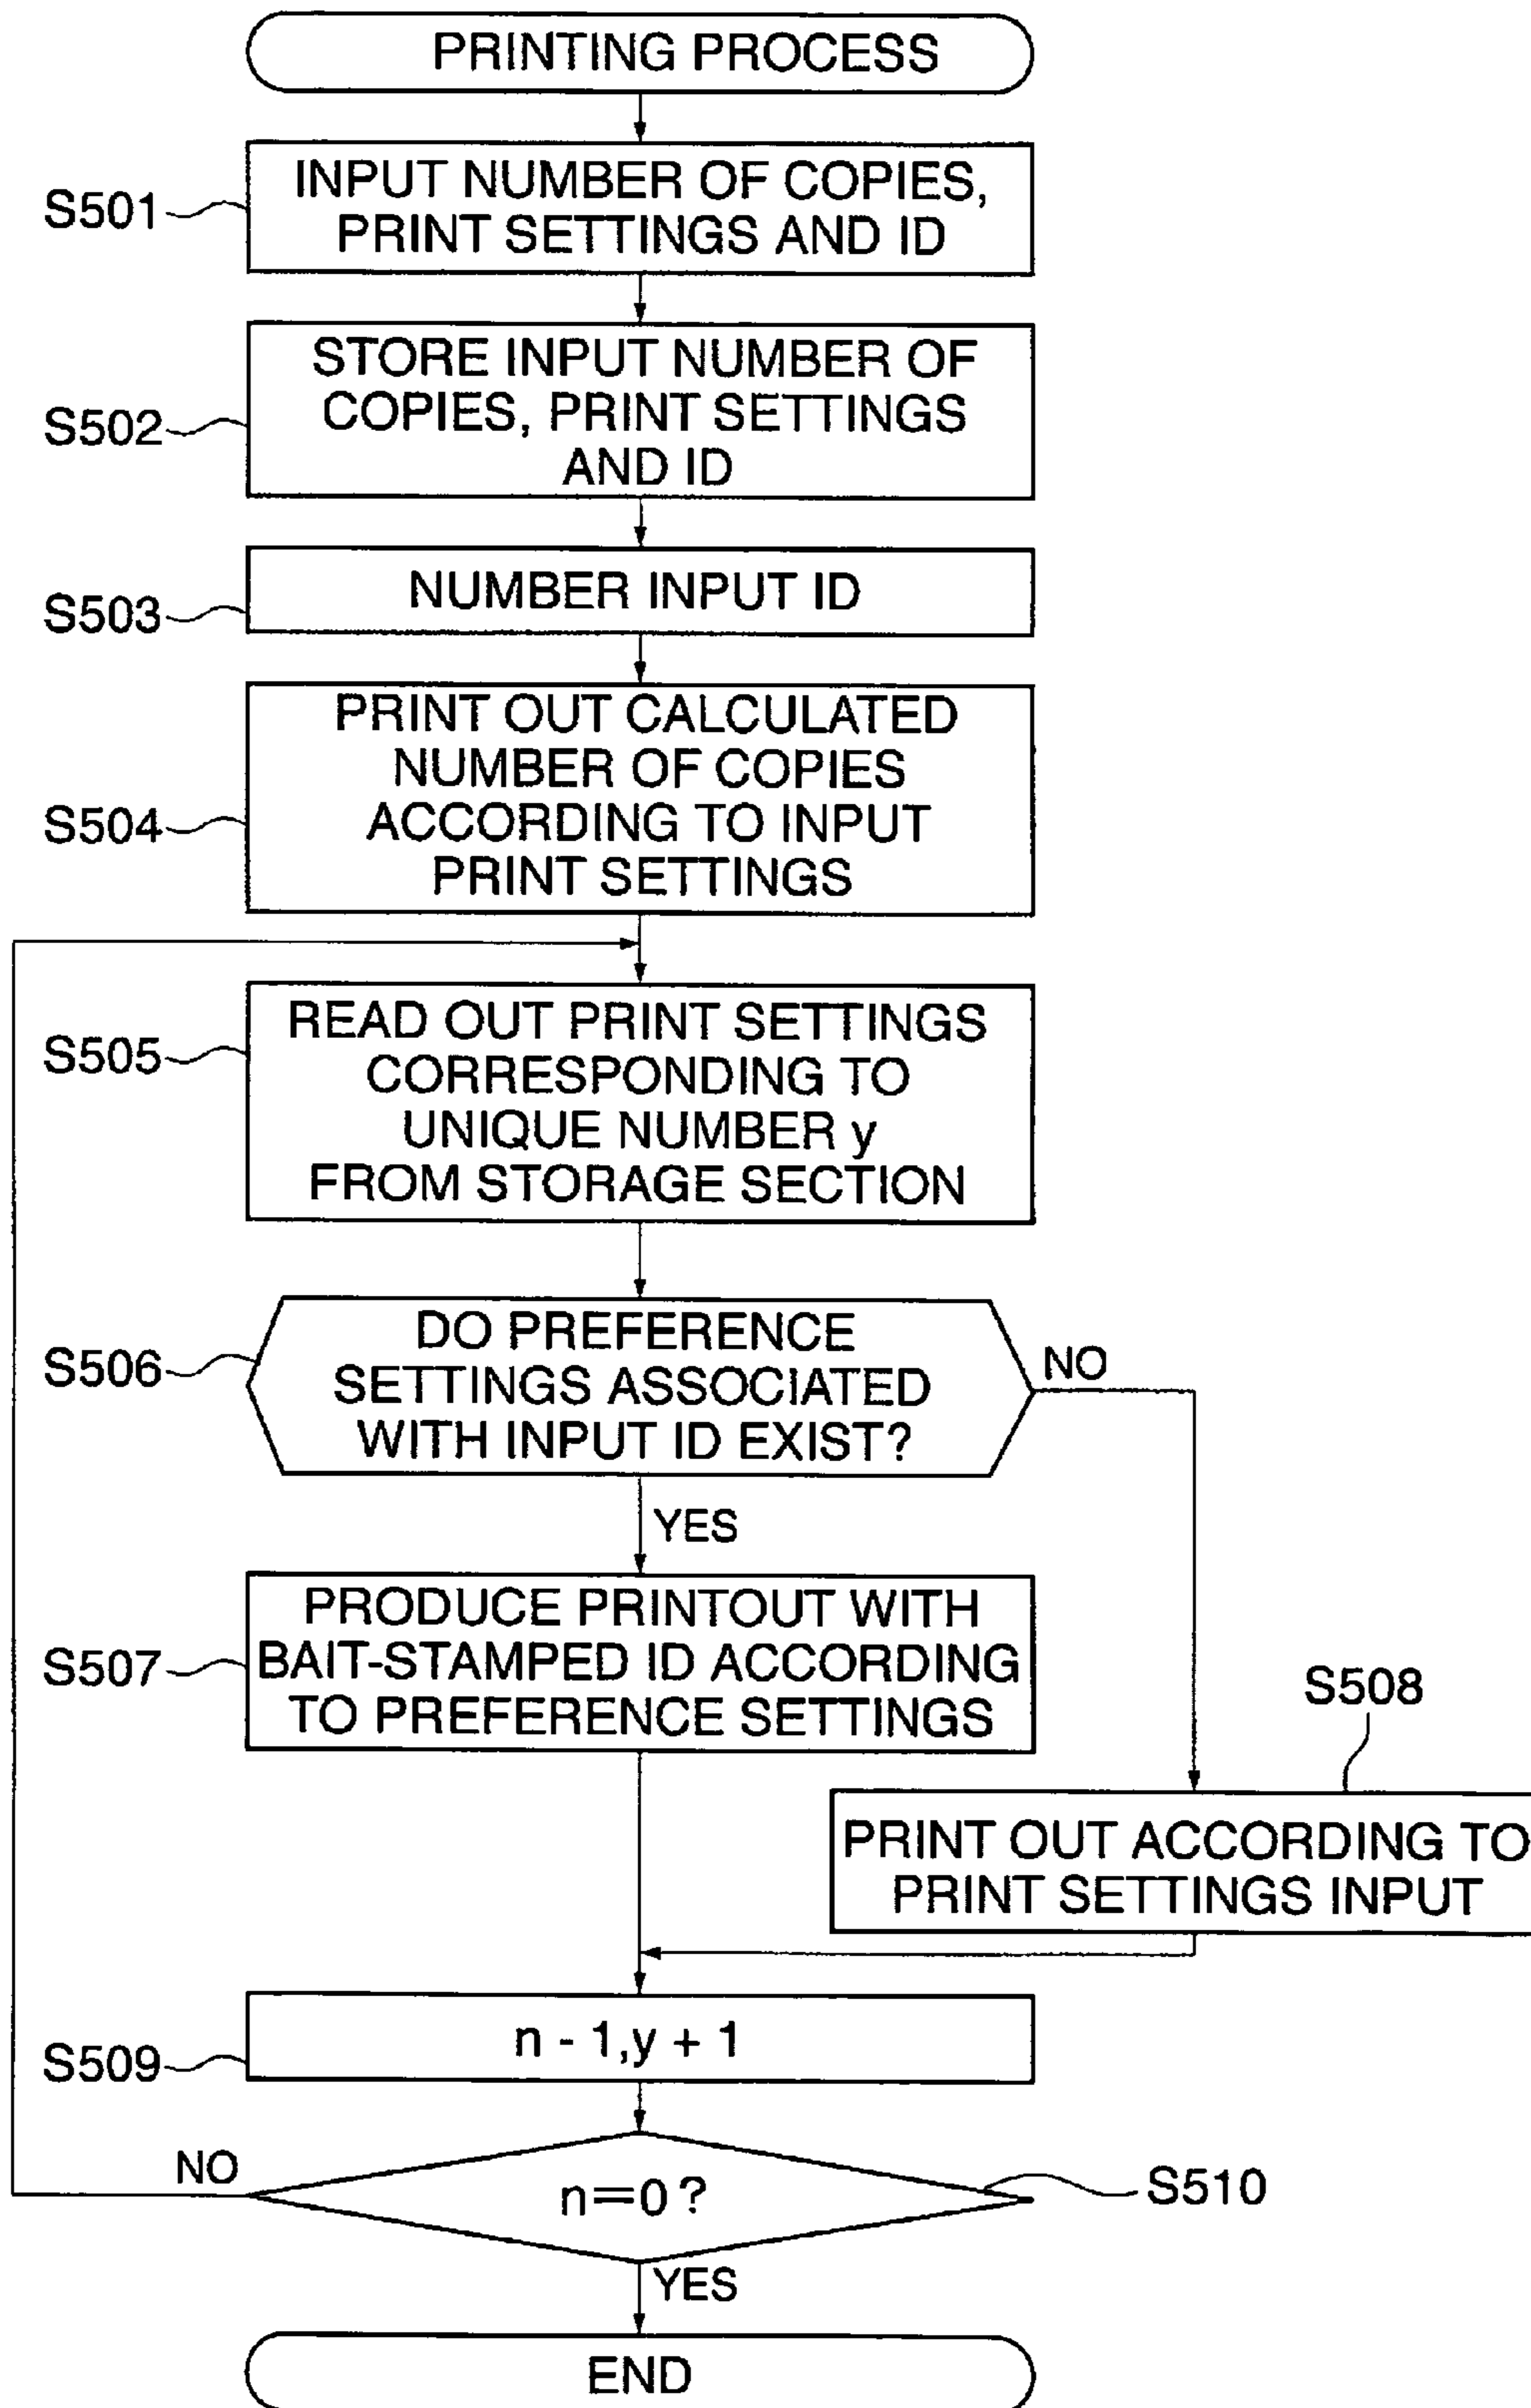 PRINTING PROCESS
S501
INPUT NUMBER OF COPIES,
PRINT SETTINGS AND ID
S502
STORE INPUT NUMBER OF
COPIES, PRINT SETTINGS
AND ID
S503
NUMBER INPUT ID
S504
PRINT OUT CALCULATED
NUMBER OF COPIES
ACCORDING TO INPUT
PRINT SETTINGS
S505
READ OUT PRINT SETTINGS
CORRESPONDING TO
UNIQUE NUMBER y
FROM STORAGE SECTION
S506
DO PREFERENCE
SETTINGS ASSOCIATED
WITH INPUT ID EXIST?
NO
YES
S507
PRODUCE PRINTOUT WITH
BAIT-STAMPED ID ACCORDING
TO PREFERENCE SETTINGS
S508
PRINT OUT ACCORDING TO
PRINT SETTINGS INPUT
S509
n - 1,y + 1
NO
n=0 ?
S510
YES
END